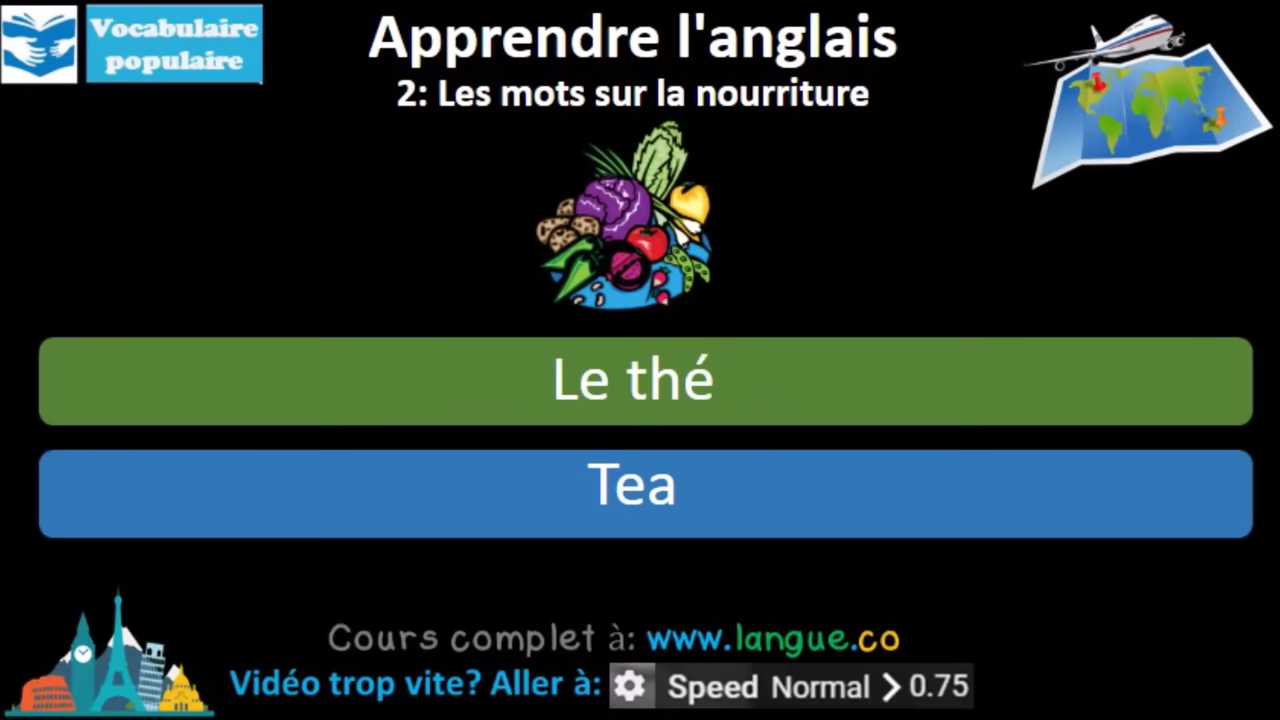 Vocabulaire
populaire
Apprendre l'anglais
2: Les mots sur la nourriture
Le thé
Tea
Cours complet à: www.langue.co
Vidéo trop vite? Aller à: Speed Normal > 0.75